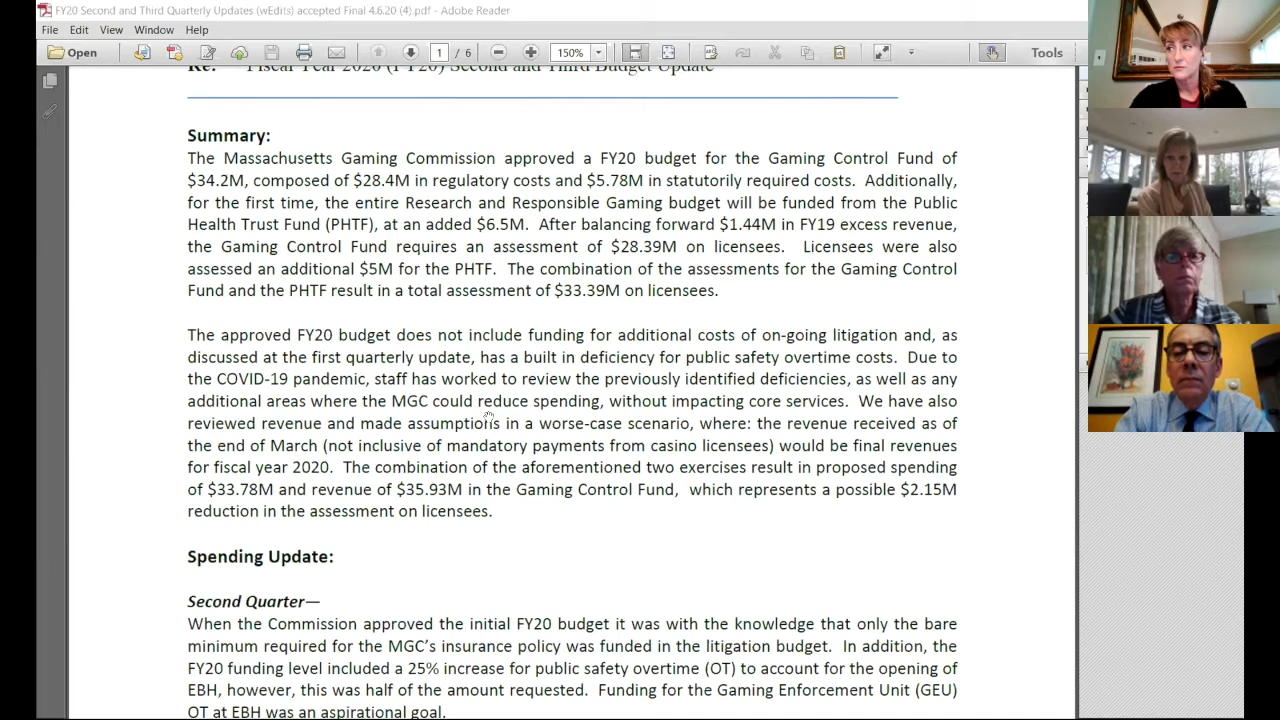 FY20 Second and Third Quarterly Updates (wEdits) accepted Final 4.6.20 (4).pdf - Adobe Reader
File Edit View Window Help
Open 1 / 6 150% Tools
Re: Fiscal Year 2020 (FY20) Second and Third Budget Update
Summary:
The Massachusetts Gaming Commission approved a FY20 budget for the Gaming Control Fund of
$34.2M, composed of $28.4M in regulatory costs and $5.78M in statutorily required costs. Additionally,
for the first time, the entire Research and Responsible Gaming budget will be funded from the Public
Health Trust Fund (PHTF), at an added $6.5M. After balancing forward $1.44M in FY19 excess revenue,
the Gaming Control Fund requires an assessment of $28.39M on licensees. Licensees were also
assessed an additional $5M for the PHTF. The combination of the assessments for the Gaming Control
Fund and the PHTF result in a total assessment of $33.39M on licensees.
The approved FY20 budget does not include funding for additional costs of on-going litigation and, as
discussed at the first quarterly update, has a built in deficiency for public safety overtime costs. Due to
the COVID-19 pandemic, staff has worked to review the previously identified deficiencies, as well as any
additional areas where the MGC could reduce spending, without impacting core services. We have also
reviewed revenue and made assumptions in a worse-case scenario, where: the revenue received as of
the end of March (not inclusive of mandatory payments from casino licensees) would be final revenues
for fiscal year 2020. The combination of the aforementioned two exercises result in proposed spending
of $33.78M and revenue of $35.93M in the Gaming Control Fund, which represents a possible $2.15M
reduction in the assessment on licensees.
Spending Update:
Second Quarter—
When the Commission approved the initial FY20 budget it was with the knowledge that only the bare
minimum required for the MGC's insurance policy was funded in the litigation budget. In addition, the
FY20 funding level included a 25% increase for public safety overtime (OT) to account for the opening of
EBH, however, this was half of the amount requested. Funding for the Gaming Enforcement Unit (GEU)
OT at EBH was an aspirational goal.